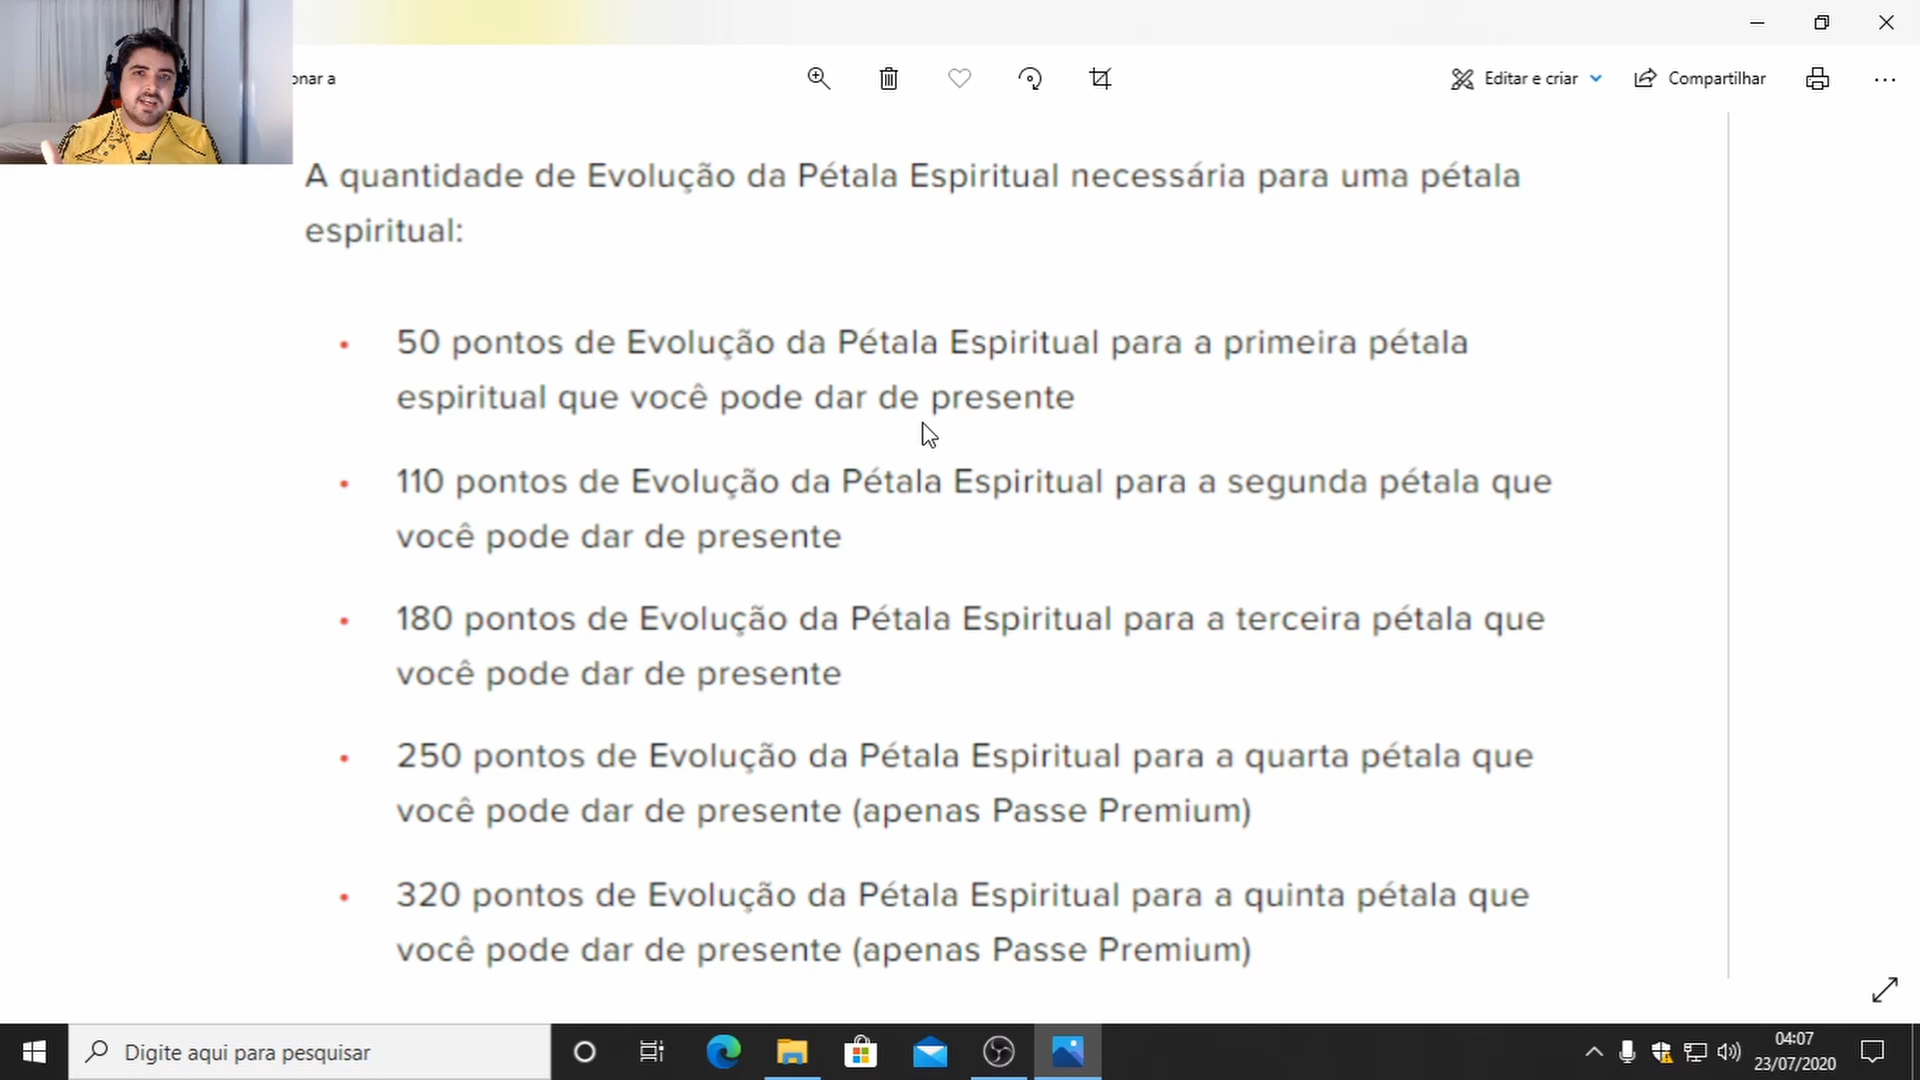 onar a
Editar e criar
Compartilhar
A quantidade de Evolução da Pétala Espiritual necessária para uma pétala
espiritual:
• 50 pontos de Evolução da Pétala Espiritual para a primeira pétala
espiritual que você pode dar de presente
• 110 pontos de Evolução da Pétala Espiritual para a segunda pétala que
você pode dar de presente
• 180 pontos de Evolução da Pétala Espiritual para a terceira pétala que
você pode dar de presente
• 250 pontos de Evolução da Pétala Espiritual para a quarta pétala que
você pode dar de presente (apenas Passe Premium)
• 320 pontos de Evolução da Pétala Espiritual para a quinta pétala que
você pode dar de presente (apenas Passe Premium)
Digite aqui para pesquisar
04:07
23/07/2020